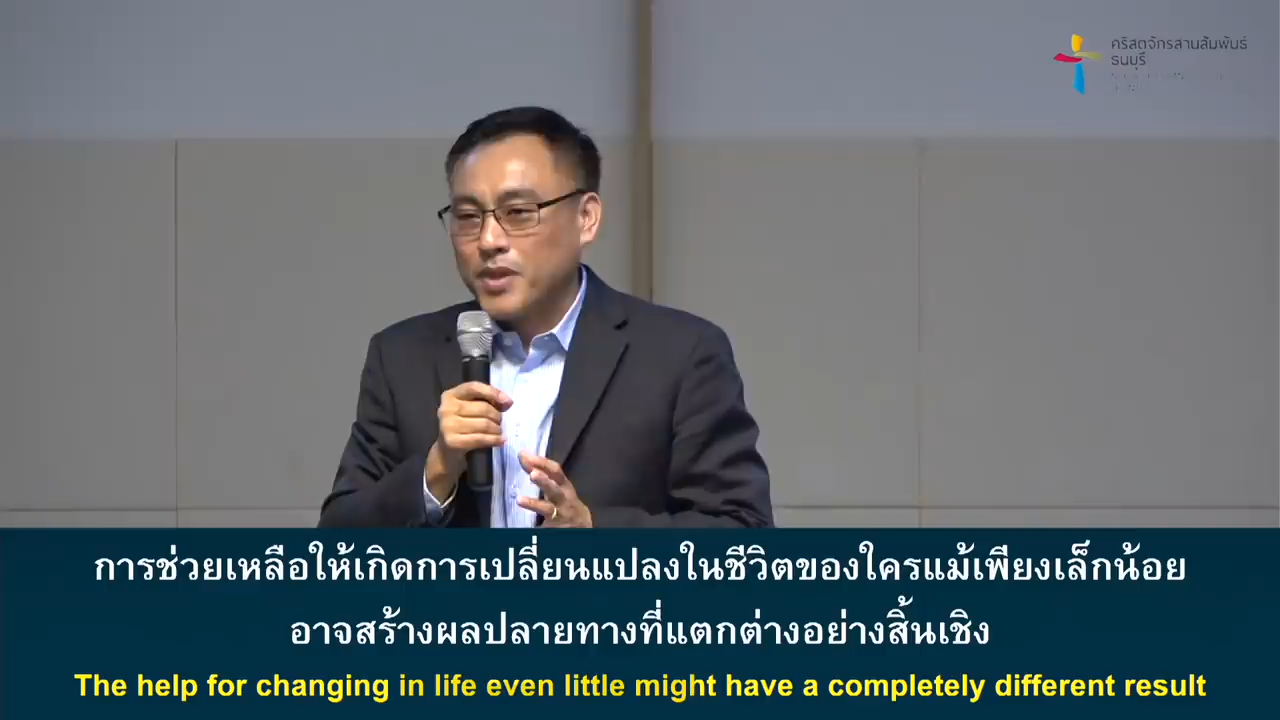 คริสตจักรสานสัมพันธ์
ธนบุรี
การช่วยเหลือให้เกิดการเปลี่ยนแปลงในชีวิตของใครแม้เพียงเล็กน้อย
อาจสร้างผลปลายทางที่แตกต่างอย่างสิ้นเชิง
The help for changing in life even little might have a completely different result